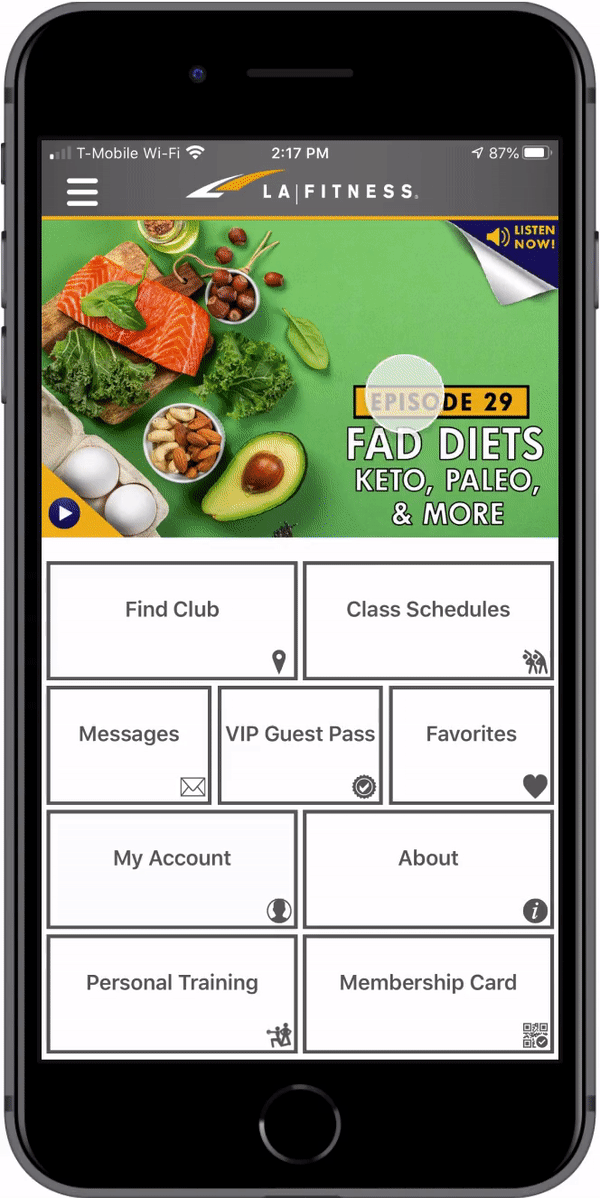 T-Mobile Wi-Fi 2:17 PM 87%
LA|FITNESS®
LISTEN
NOW!
EPISODE 29
FAD DIETS
KETO, PALEO,
& MORE
Find Club Class Schedules
Messages VIP Guest Pass Favorites
My Account About
Personal Training Membership Card